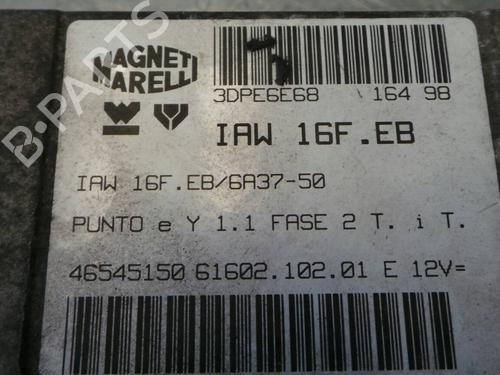 MAGNETI
MARELLI
3DPE6E68 164 98
IAW 16F.EB
IAW 16F.EB/6A37-50
PUNTO e Y 1.1 FASE 2 T. i T.
46545150 61602.102.01 E 12V=
B-PARTS